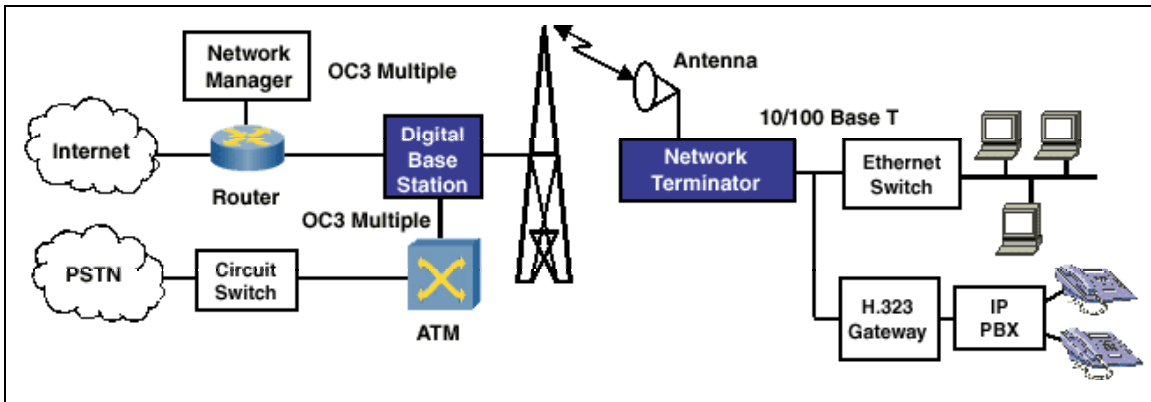 Network
Manager
OC3 Multiple
Antenna
10/100 Base T
Internet
Digital
Base
Station
Network
Terminator
Ethernet
Switch
Router
OC3 Multiple
PSTN
Circuit
Switch
ATM
H.323
Gateway
IP
PBX